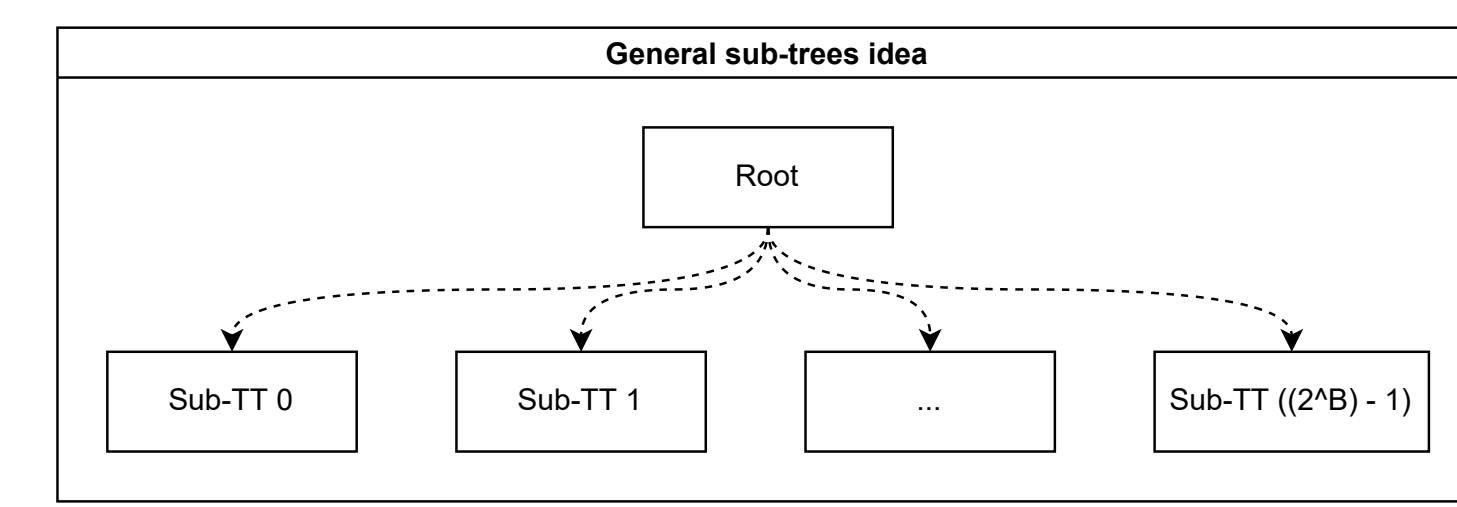 General sub-trees idea
Root
Sub-TT 0
Sub-TT 1
...
Sub-TT ((2^B) - 1)